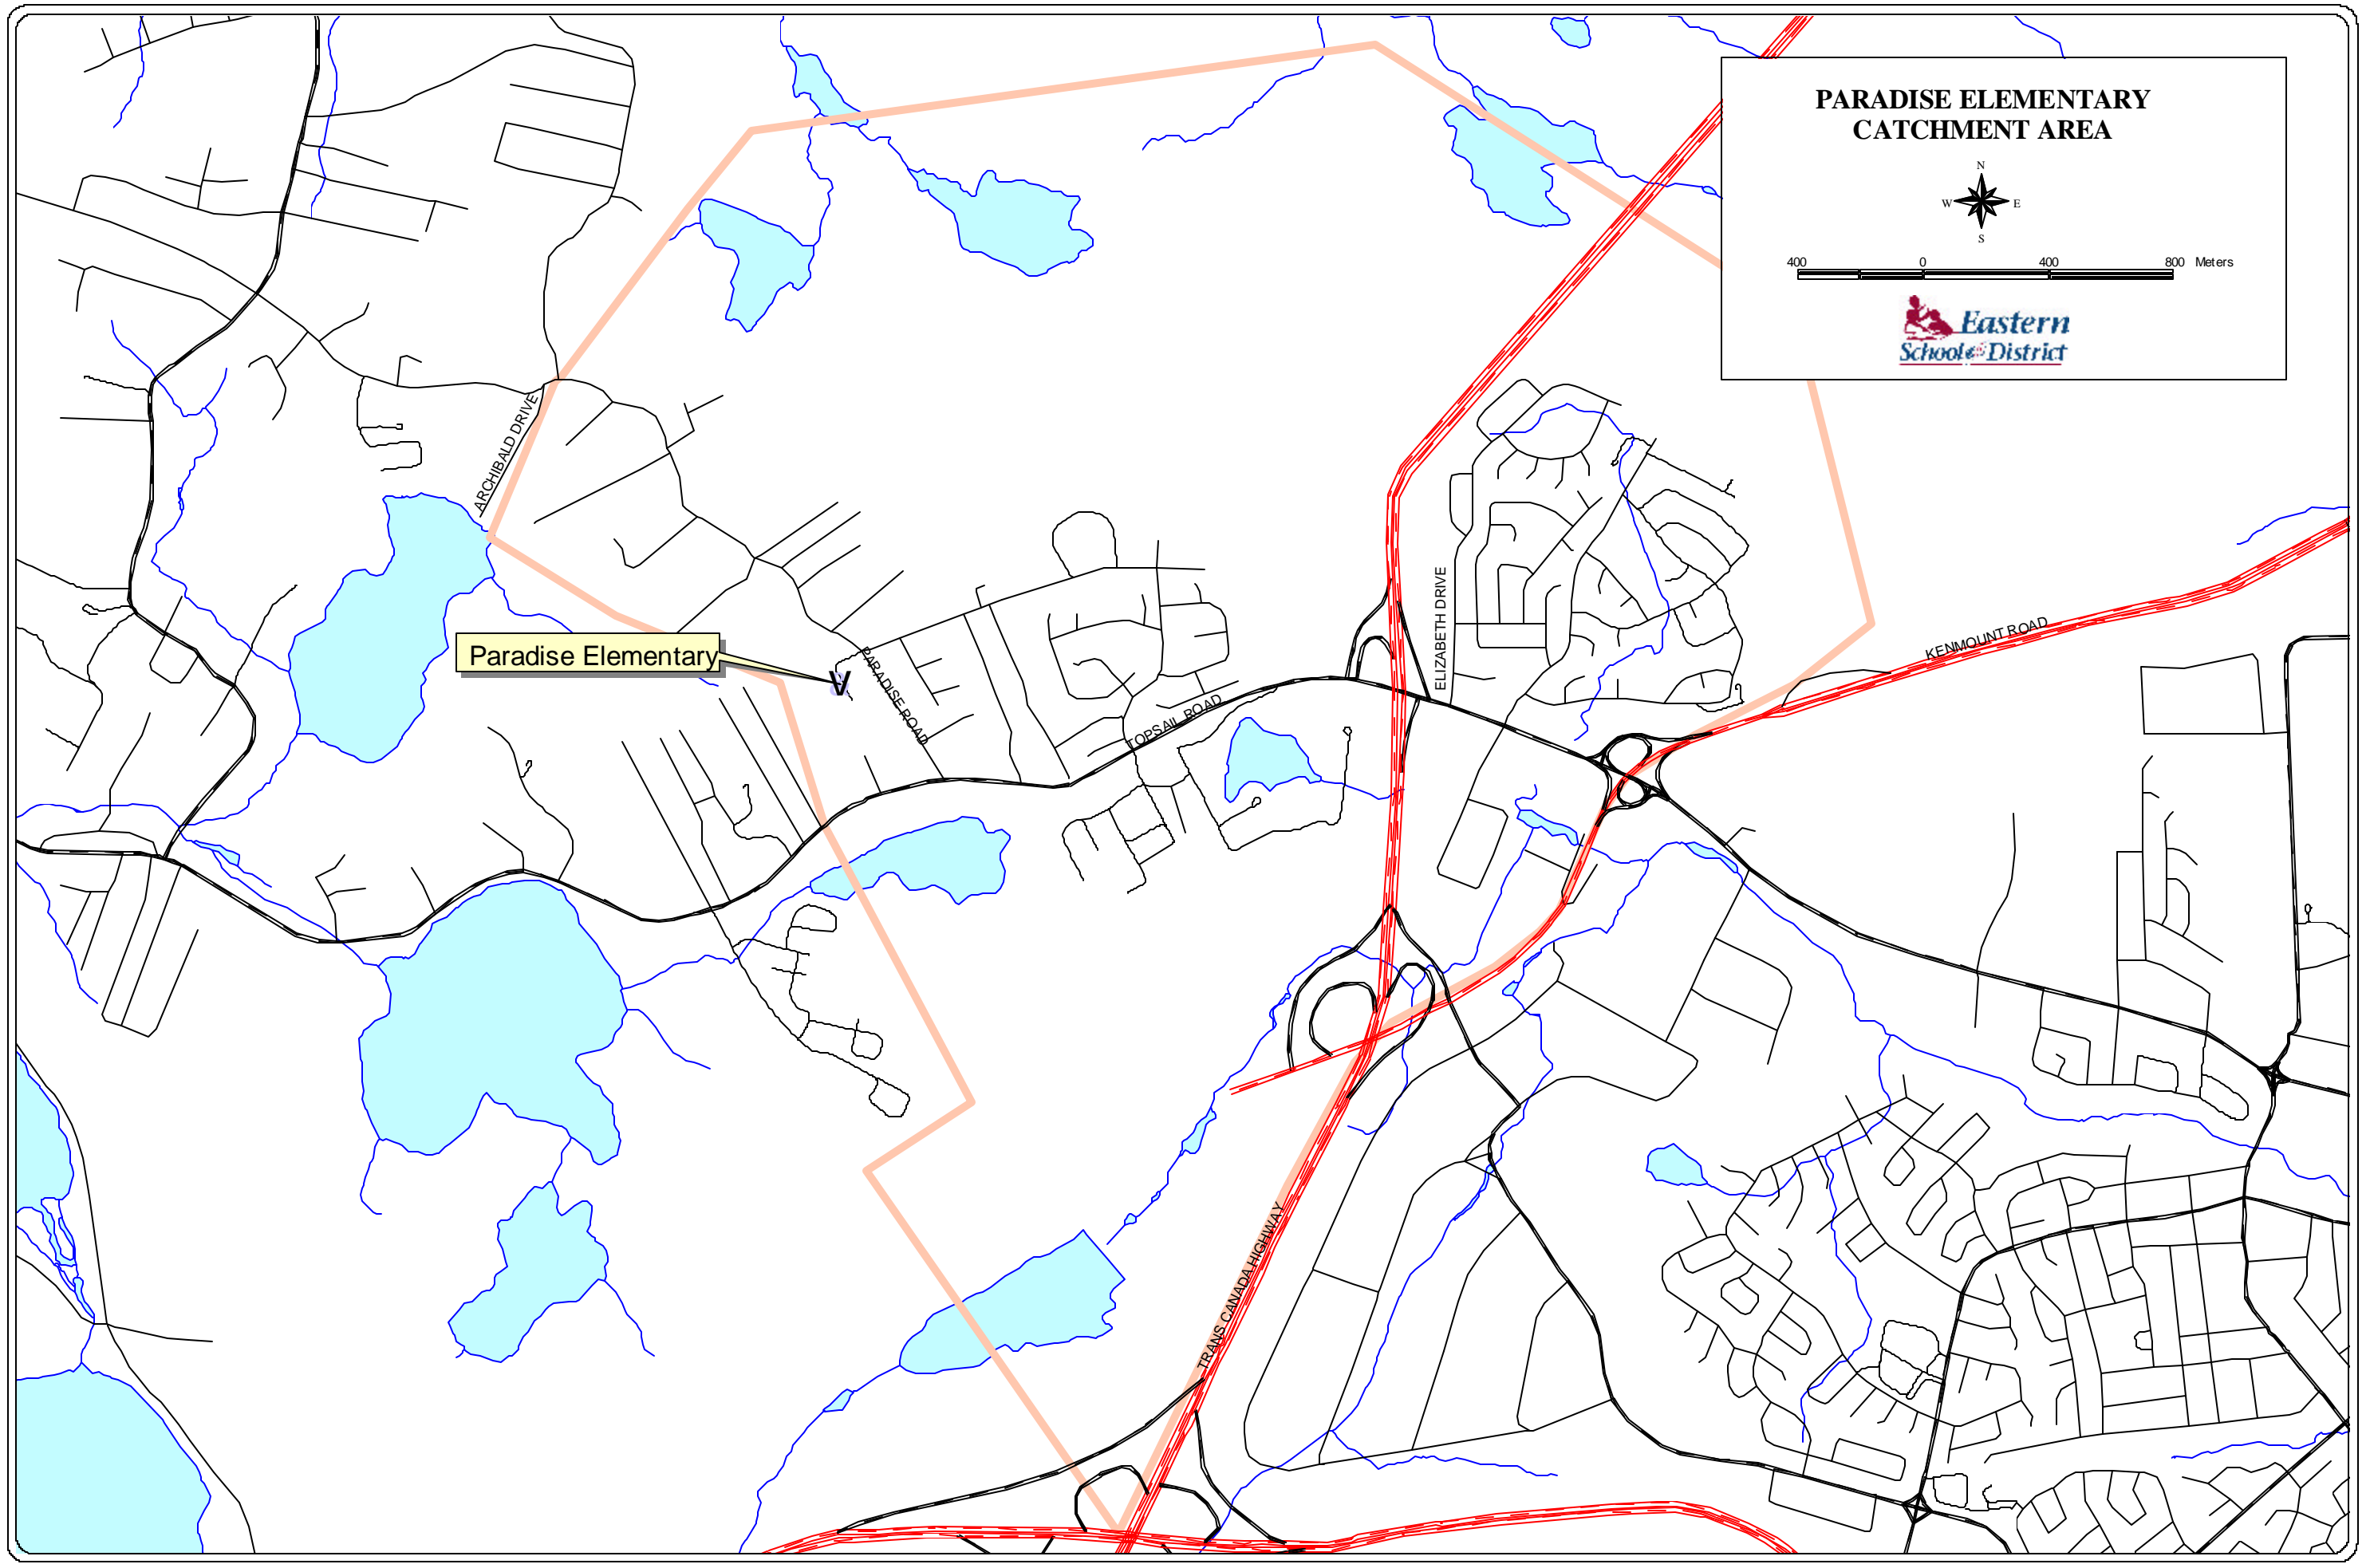 PARADISE ELEMENTARY
CATCHMENT AREA
N
W E
S
400 0 400 800 Meters
Eastern
School District
ARCHIBALD DRIVE
ELIZABETH DRIVE
KENMOUNT ROAD
Paradise Elementary
V
PARADISE ROAD
TOPSAIL ROAD
TRANS CANADA HIGHWAY